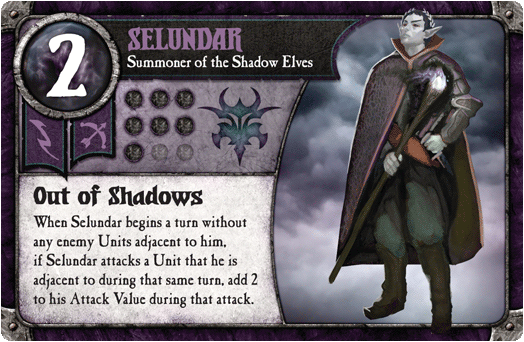 2
SELUNDAR
Summoner of the Shadow Elves
Out of Shadows
When Selundar begins a turn without
any enemy Units adjacent to him,
if Selundar attacks a Unit that he is
adjacent to during that same turn, add 2
to his Attack Value during that attack.